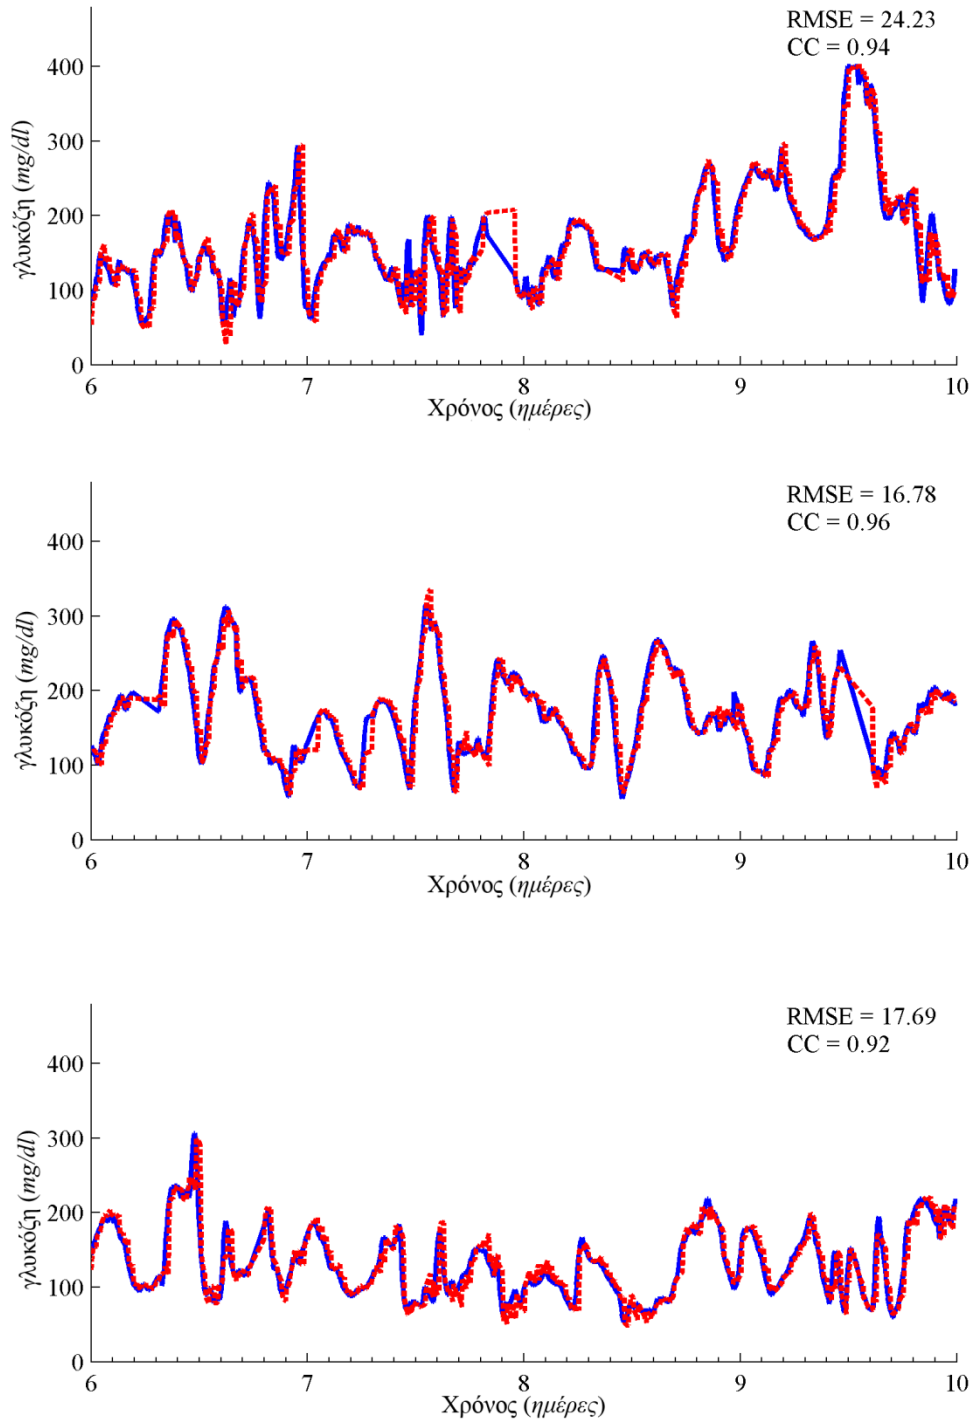 RMSE = 24.23
CC = 0.94
400
300
200
100
0
γλυκόζη (mg/dl)
6 7 8 9 10
Χρόνος (ημέρες)
RMSE = 16.78
CC = 0.96
400
300
200
100
0
γλυκόζη (mg/dl)
6 7 8 9 10
Χρόνος (ημέρες)
RMSE = 17.69
CC = 0.92
400
300
200
100
0
γλυκόζη (mg/dl)
6 7 8 9 10
Χρόνος (ημέρες)